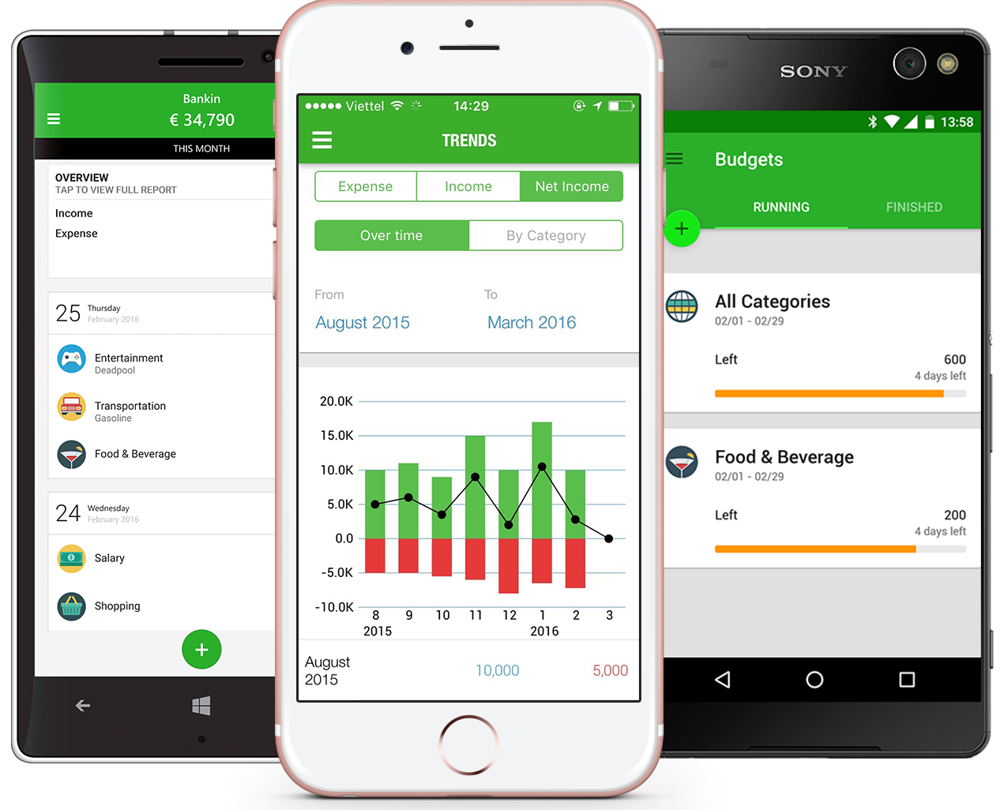 Bankin
€ 34,790
THIS MONTH
OVERVIEW
TAP TO VIEW FULL REPORT
Income
Expense
25 Thursday
February 2016
Entertainment
Deadpool
Transportation
Gasoline
Food & Beverage
24 Wednesday
February 2016
Salary
Shopping
Viettel 14:29
TRENDS
Expense Income Net Income
Over time By Category
From To
August 2015 March 2016
20.0K
15.0K
10.0K
5.0K
0.0
-5.0K
-10.0K
8 9 10 11 12 1 2 3
2015 2016
August
2015 10,000 5,000
SONY
13:58
Budgets
RUNNING FINISHED
All Categories
02/01 - 02/29
Left 600
4 days left
Food & Beverage
02/01 - 02/29
Left 200
4 days left